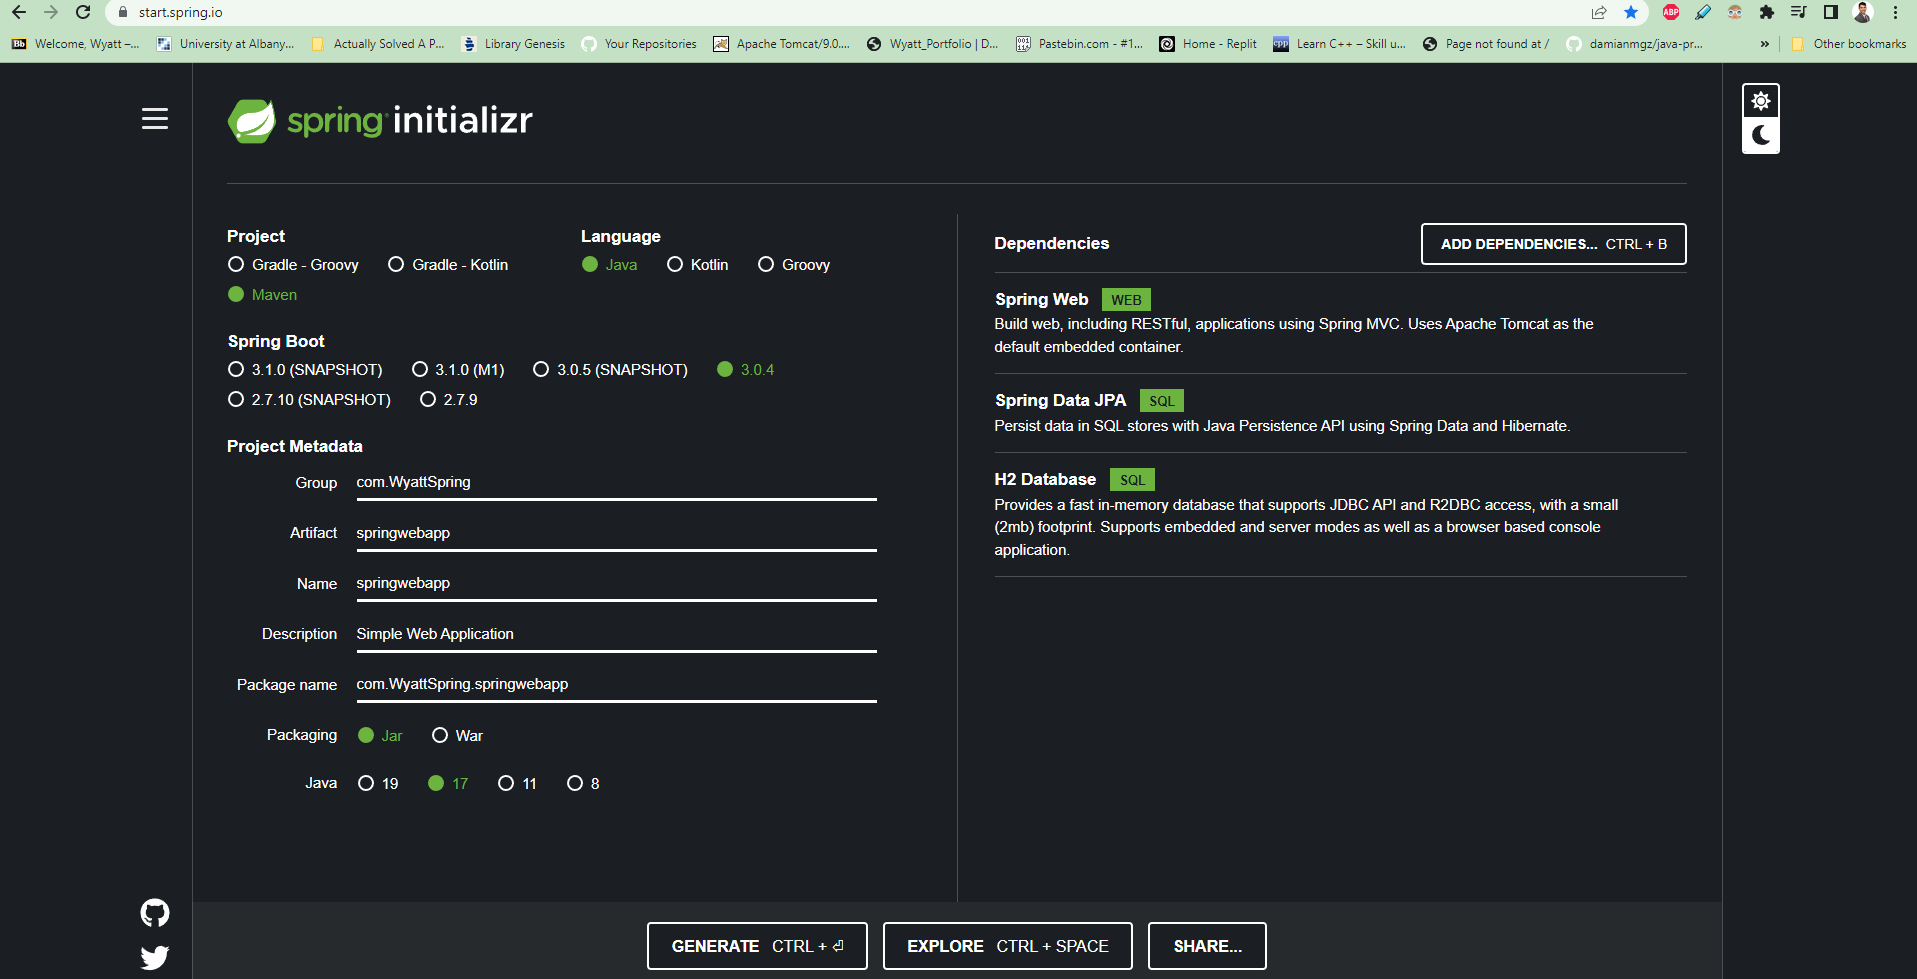 start.spring.io
ABP
Bb Welcome, Wyatt –... University at Albany,... Actually Solved A P... Library Genesis Your Repositories Apache Tomcat/9.0.... Wyatt_Portfolio | D... Pastebin.com - #1... Home - Replit cpp Learn C++ – Skill u... Page not found at / damianmgz/java-pr... » Other bookmarks
spring initializr
Project Language
Gradle - Groovy Gradle - Kotlin Java Kotlin Groovy
Maven
Spring Boot
3.1.0 (SNAPSHOT) 3.1.0 (M1) 3.0.5 (SNAPSHOT) 3.0.4
2.7.10 (SNAPSHOT) 2.7.9
Project Metadata
Group com.WyattSpring
Artifact springwebapp
Name springwebapp
Description Simple Web Application
Package name com.WyattSpring.springwebapp
Packaging Jar War
Java 19 17 11 8
Dependencies ADD DEPENDENCIES... CTRL + B
Spring Web WEB
Build web, including RESTful, applications using Spring MVC. Uses Apache Tomcat as the
default embedded container.
Spring Data JPA SQL
Persist data in SQL stores with Java Persistence API using Spring Data and Hibernate.
H2 Database SQL
Provides a fast in-memory database that supports JDBC API and R2DBC access, with a small
(2mb) footprint. Supports embedded and server modes as well as a browser based console
application.
GENERATE CTRL + ⏎ EXPLORE CTRL + SPACE SHARE...